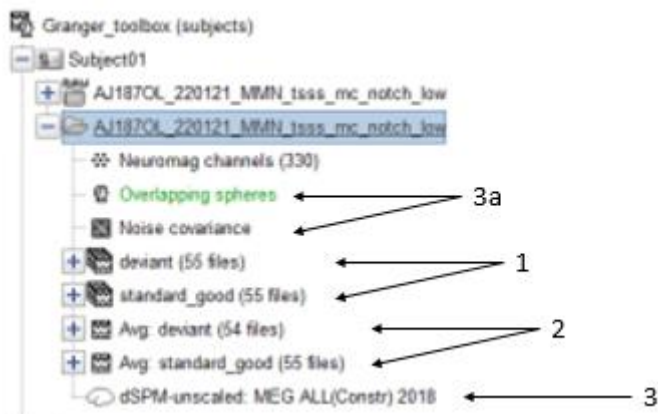 Granger_toolbox (subjects)
Subject01
RAW
AJ187OL_220121_MMN_tsss_mc_notch_low
AJ187OL_220121_MMN_tsss_mc_notch_low
Neuromag channels (330)
Overlapping spheres
3a
Noise covariance
deviant (55 files)
1
standard_good (55 files)
Avg: deviant (54 files)
2
Avg: standard_good (55 files)
dSPM-unscaled: MEG ALL(Constr) 2018
3